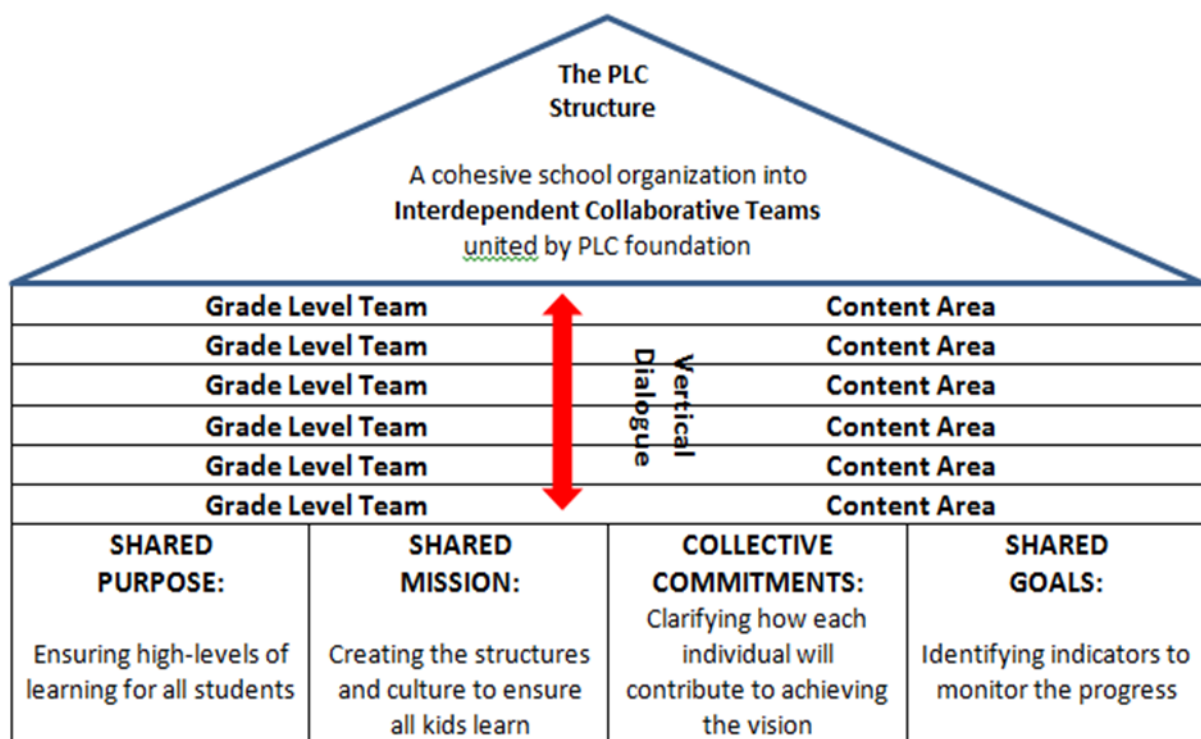 The PLC
Structure
A cohesive school organization into
Interdependent Collaborative Teams
united by PLC foundation
Grade Level Team
Content Area
Grade Level Team
Content Area
Grade Level Team
Content Area
Grade Level Team
Content Area
Grade Level Team
Content Area
Grade Level Team
Content Area
Vertical
Dialogue
SHARED
PURPOSE:
Ensuring high-levels of
learning for all students
SHARED
MISSION:
Creating the structures
and culture to ensure
all kids learn
COLLECTIVE
COMMITMENTS:
Clarifying how each
individual will
contribute to achieving
the vision
SHARED
GOALS:
Identifying indicators to
monitor the progress